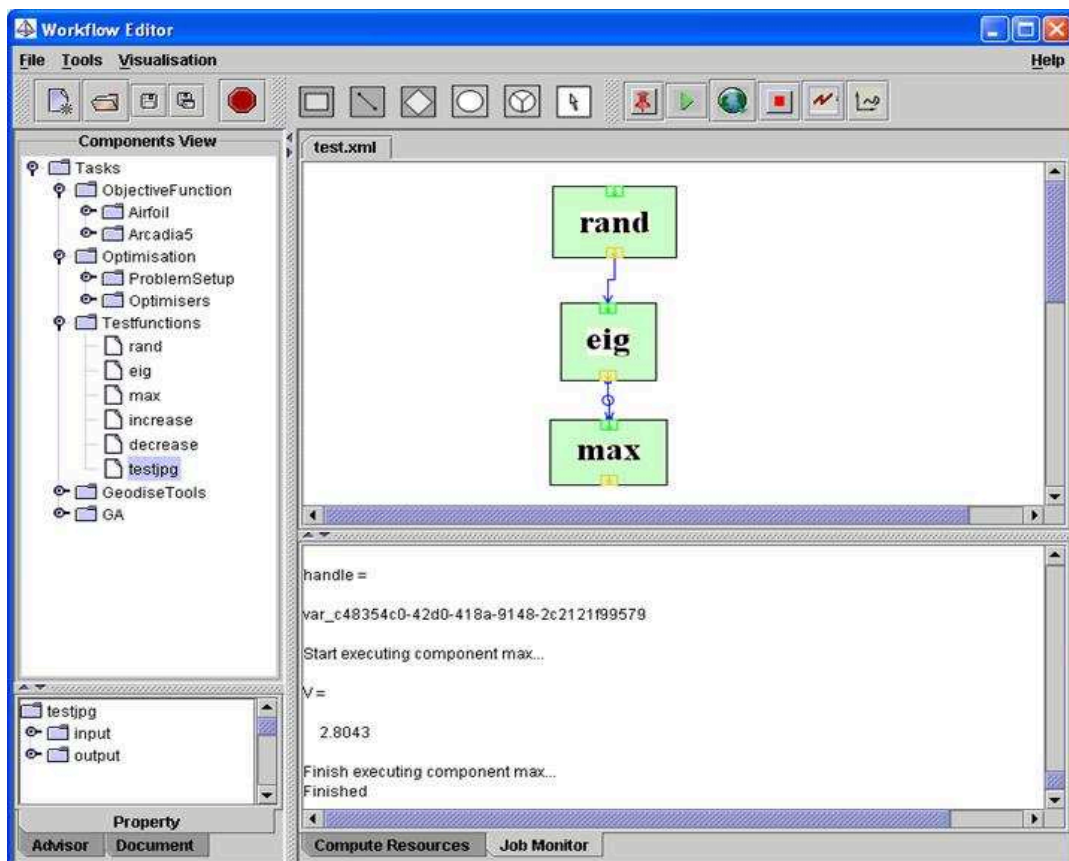 Workflow Editor
File Tools Visualisation Help
Components View
Tasks
ObjectiveFunction
Airfoil
Arcadia5
Optimisation
ProblemSetup
Optimisers
Testfunctions
rand
eig
max
increase
decrease
testjpg
GeodiseTools
GA
testjpg
input
output
Property
Advisor Document
test.xml
rand
eig
max
handle =
var_c48354c0-42d0-418a-9148-2c2121f99579
Start executing component max...
V =
2.8043
Finish executing component max...
Finished
Compute Resources Job Monitor